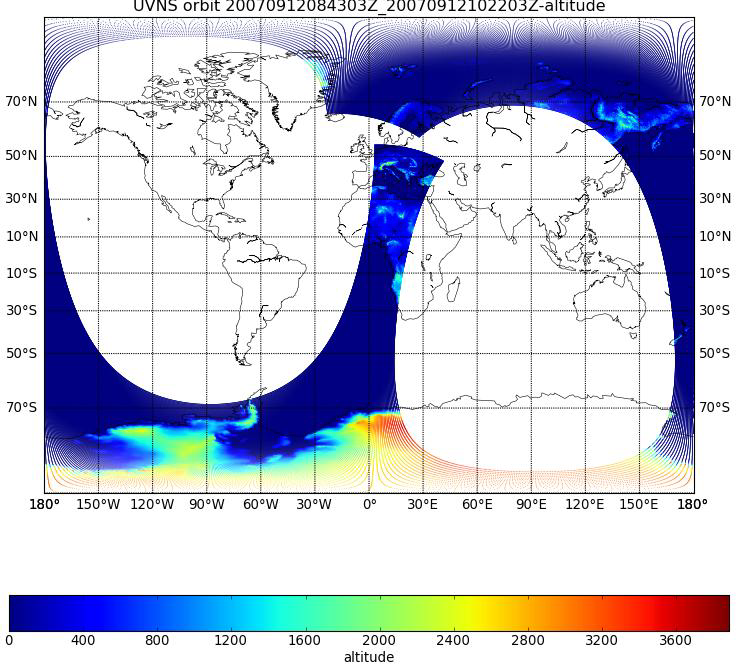 UVNS orbit 20070912084303Z_20070912102203Z-altitude
70°N 70°N
50°N 50°N
30°N 30°N
10°N 10°N
10°S 10°S
30°S 30°S
50°S 50°S
70°S 70°S
180° 150°W 120°W 90°W 60°W 30°W 0° 30°E 60°E 90°E 120°E 150°E 180°
0 400 800 1200 1600 2000 2400 2800 3200 3600
altitude